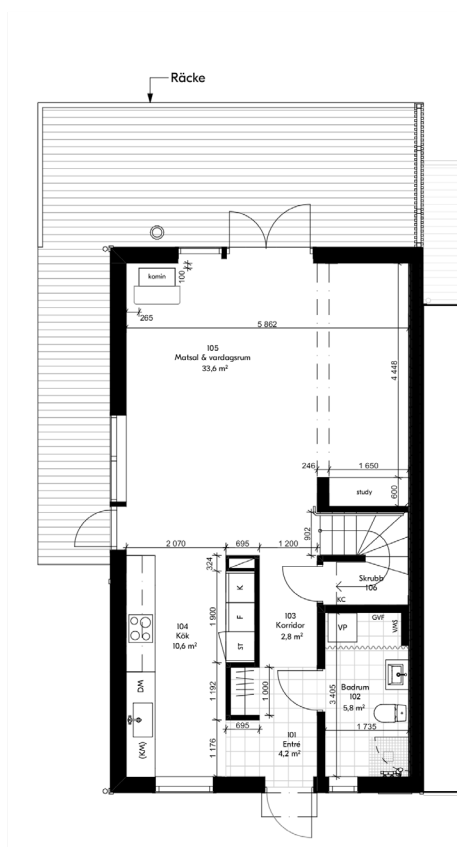 Räcke
kamin
100
265
5 862
105
Matsal & vardagsrum
33,6 m²
4 448
246
1 650
study
600
902
2 070
695
1 200
324
K
F
ST
1 900
Skrubb
106
KC
103
Korridor
2,8 m²
104
Kök
10,6 m²
VP
GVF
VMS
DM
(KM)
1 192
1 000
3 405
Badrum
102
5,8 m²
1 735
695
101
Entré
4,2 m²
1 176